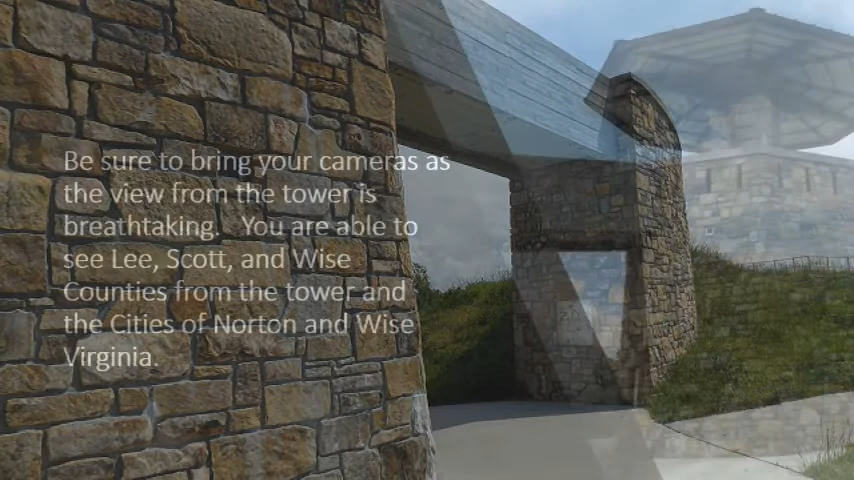 Be sure to bring your cameras as
the view from the tower is
breathtaking.   You are able to
see Lee, Scott, and Wise
Counties from the tower and
the Cities of Norton and Wise
Virginia.